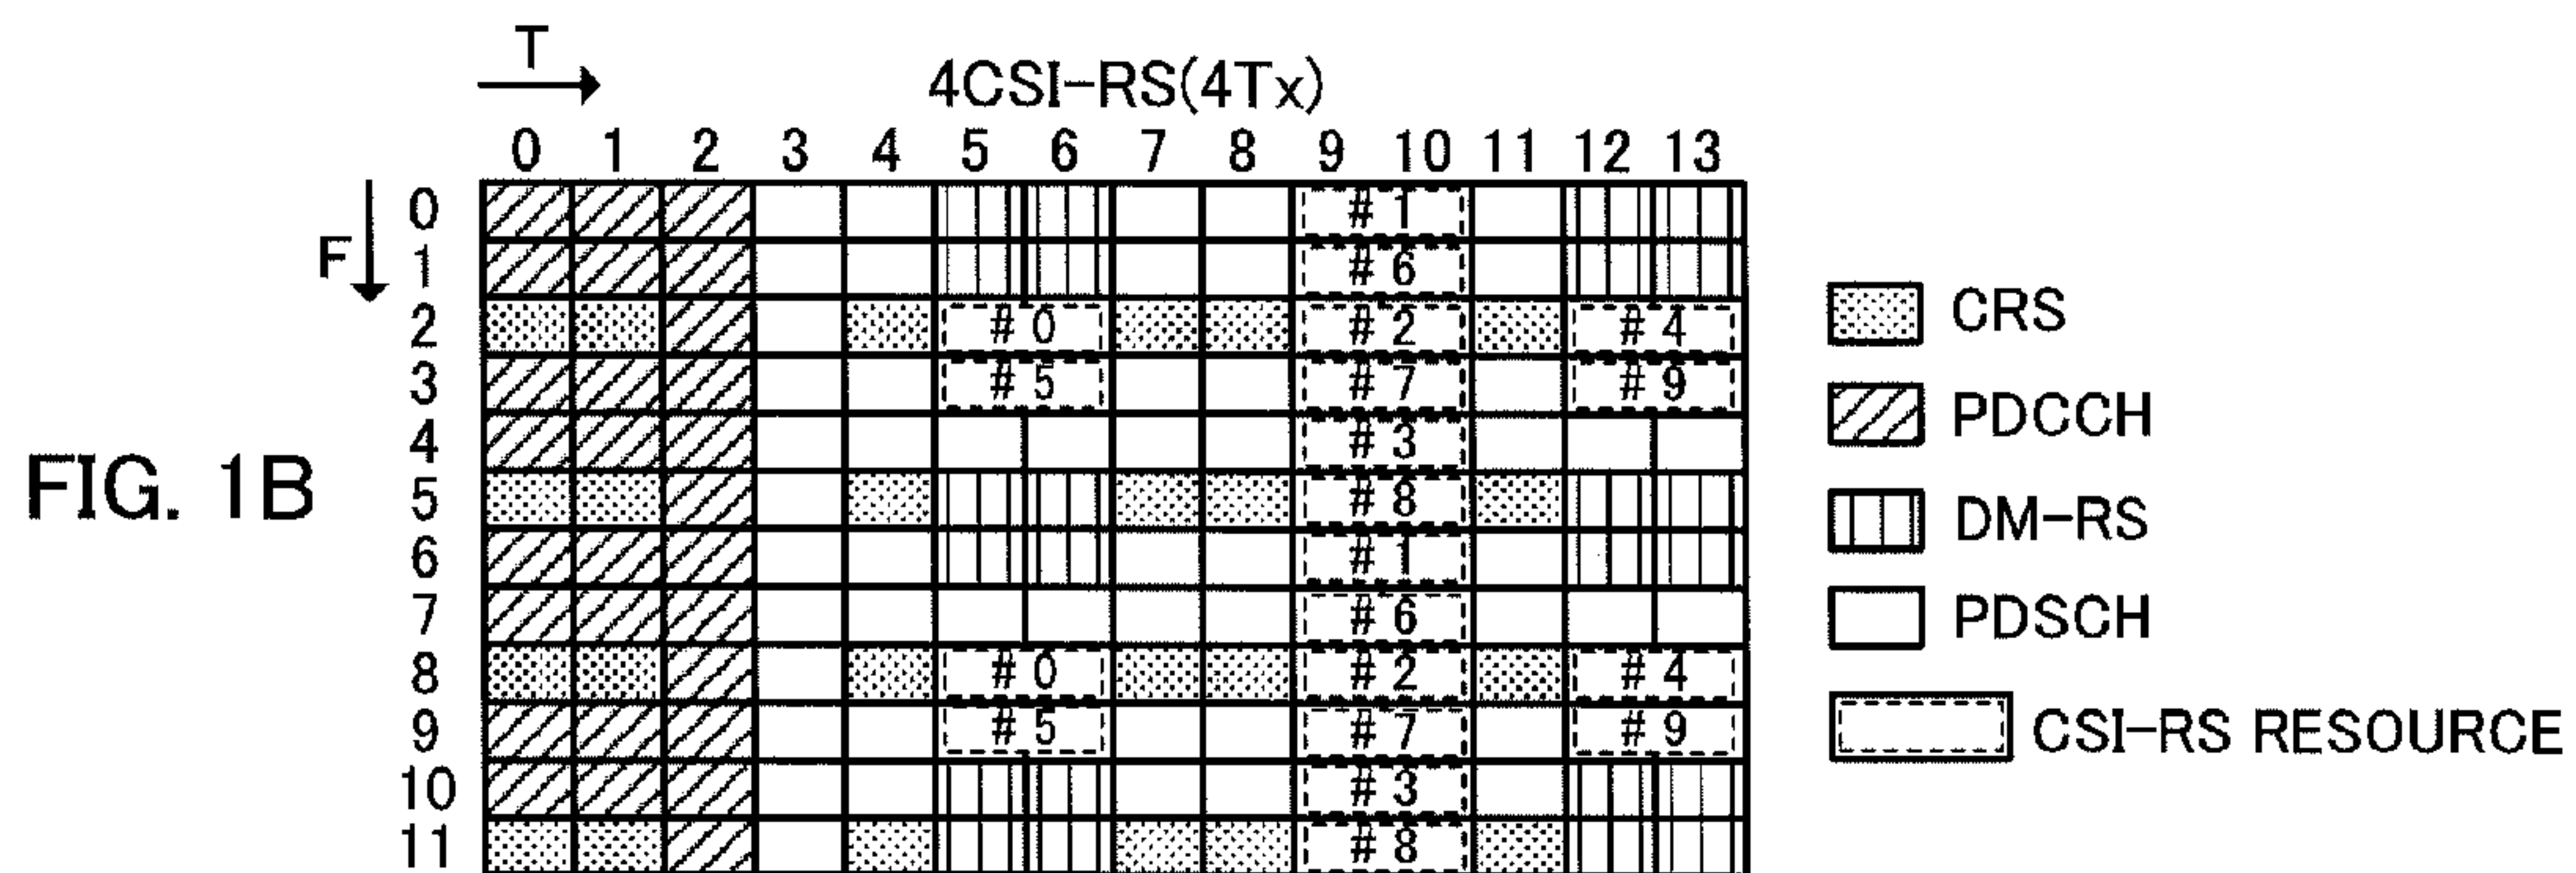 T
4CSI-RS(4Tx)
0 1 2 3 4 5 6 7 8 9 10 11 12 13
F
0 # 1
1 # 6
2 # 0 # 2 # 4
3 # 5 # 7 # 9
4 # 3
5 # 8
6 # 1
7 # 6
8 # 0 # 2 # 4
9 # 5 # 7 # 9
10 # 3
11 # 8
FIG. 1B
CRS
PDCCH
DM-RS
PDSCH
CSI-RS RESOURCE